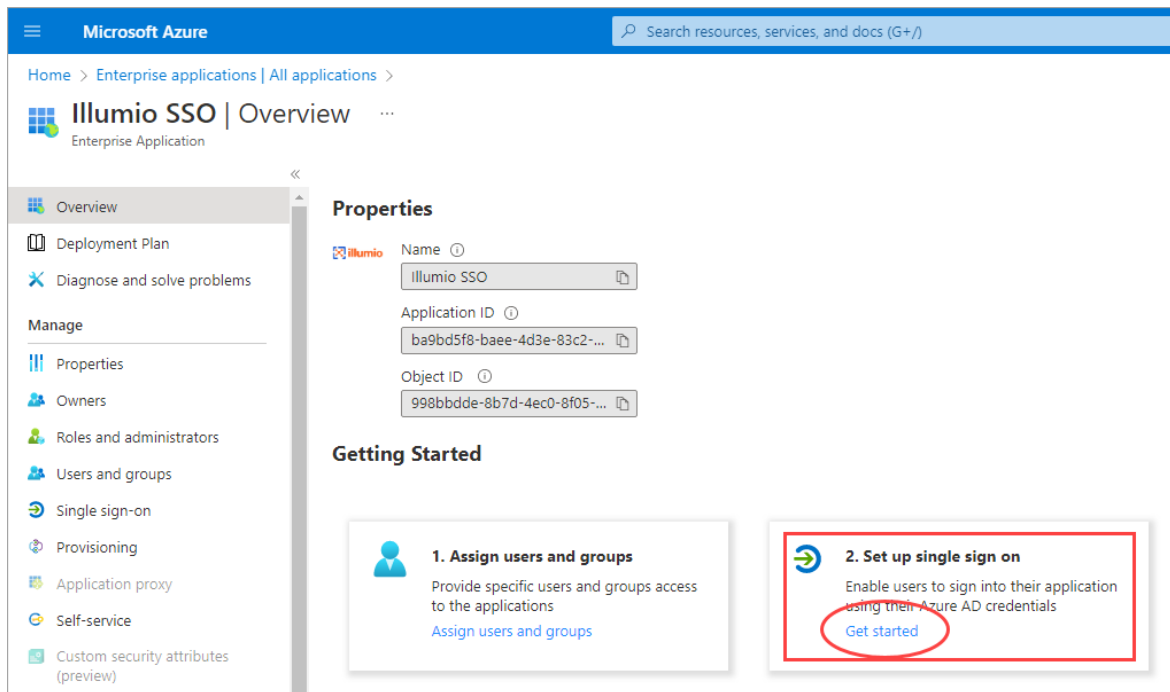 Microsoft Azure
Search resources, services, and docs (G+/)
Home > Enterprise applications | All applications >
Illumio SSO | Overview ...
Enterprise Application
«
Overview
Deployment Plan
Diagnose and solve problems
Manage
Properties
Owners
Roles and administrators
Users and groups
Single sign-on
Provisioning
Application proxy
Self-service
Custom security attributes
(preview)
Properties
illumio
Name
Illumio SSO
Application ID
ba9bd5f8-baee-4d3e-83c2-...
Object ID
998bbdde-8b7d-4ec0-8f05-...
Getting Started
1. Assign users and groups
Provide specific users and groups access
to the applications
Assign users and groups
2. Set up single sign on
Enable users to sign into their application
using their Azure AD credentials
Get started